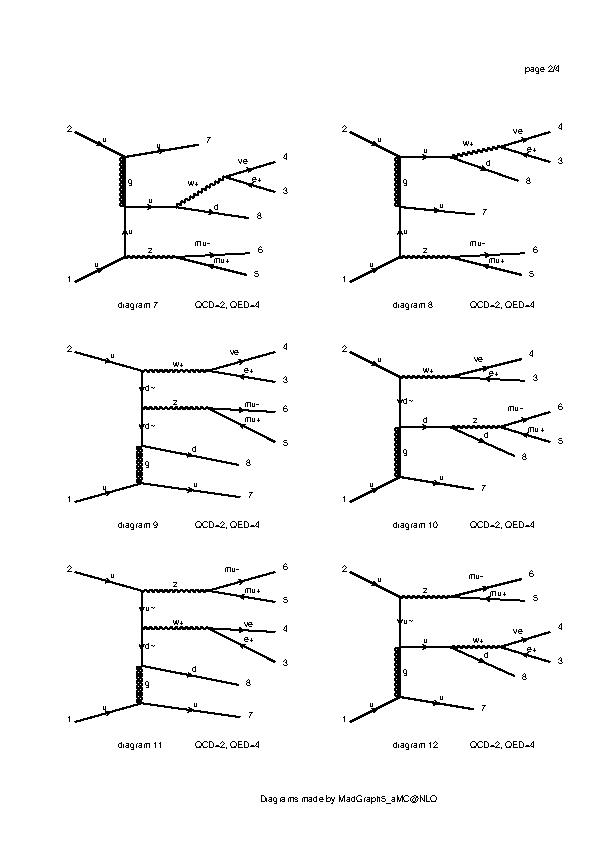 page 2/4
2 u u 7
g
w+ ve 4
e+ 3
u d 8
u
mu- 6
z mu+ 5
1 u
diagram 7 QCD=2, QED=4
2 u
w+ ve 4
e+ 3
u d 8
g
u 7
u
mu- 6
z mu+ 5
1 u
diagram 8 QCD=2, QED=4
2 u
w+ ve 4
e+ 3
d~
z mu- 6
mu+ 5
d~
d 8
g
1 u u 7
diagram 9 QCD=2, QED=4
2 u
w+ ve 4
e+ 3
d~
mu- 6
d z mu+ 5
d 8
g
1 u u 7
diagram 10 QCD=2, QED=4
2 u
z mu- 6
mu+ 5
u~
w+ ve 4
e+ 3
d~
d 8
g
1 u u 7
diagram 11 QCD=2, QED=4
2 u
z mu- 6
mu+ 5
u~
ve 4
u w+ e+ 3
d 8
g
1 u u 7
diagram 12 QCD=2, QED=4
Diagrams made by MadGraph5_aMC@NLO